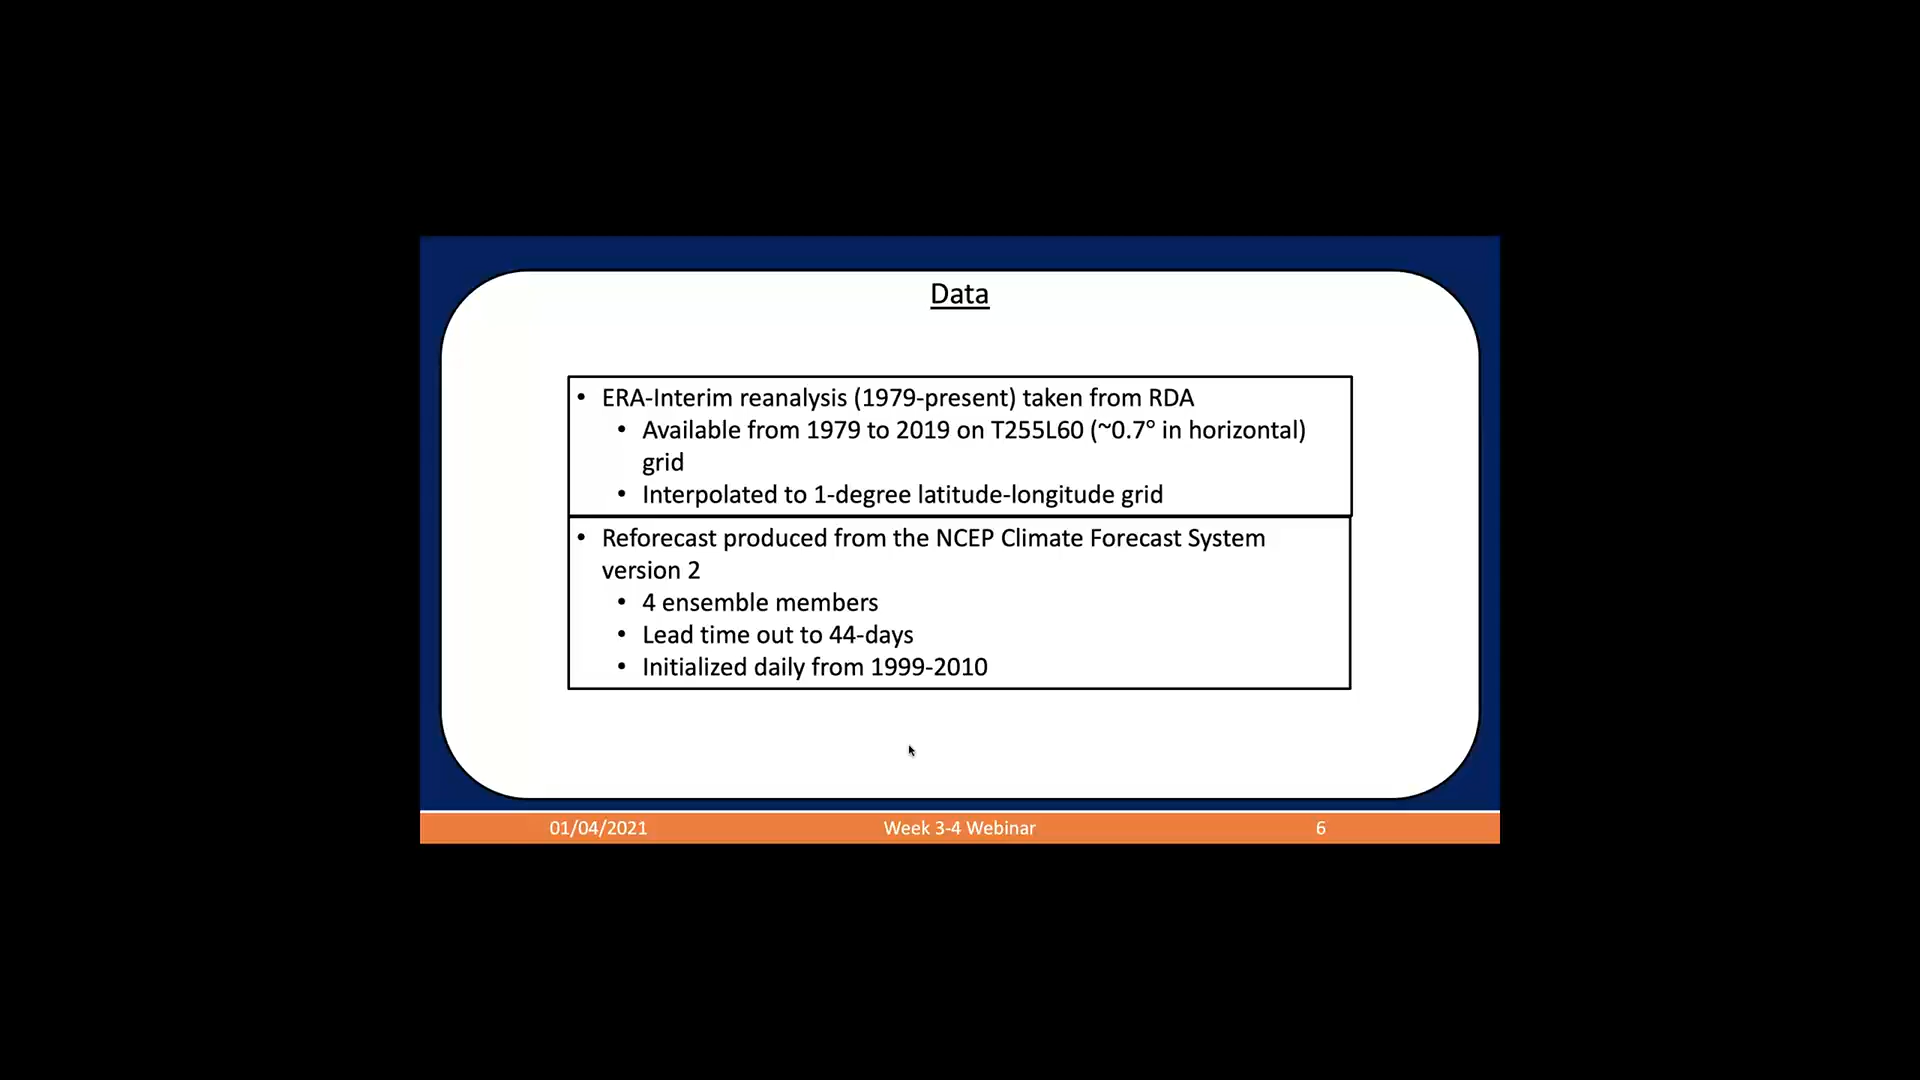 Data
• ERA-Interim reanalysis (1979-present) taken from RDA
• Available from 1979 to 2019 on T255L60 (~0.7° in horizontal)
grid
• Interpolated to 1-degree latitude-longitude grid
• Reforecast produced from the NCEP Climate Forecast System
version 2
• 4 ensemble members
• Lead time out to 44-days
• Initialized daily from 1999-2010
01/04/2021 Week 3-4 Webinar 6